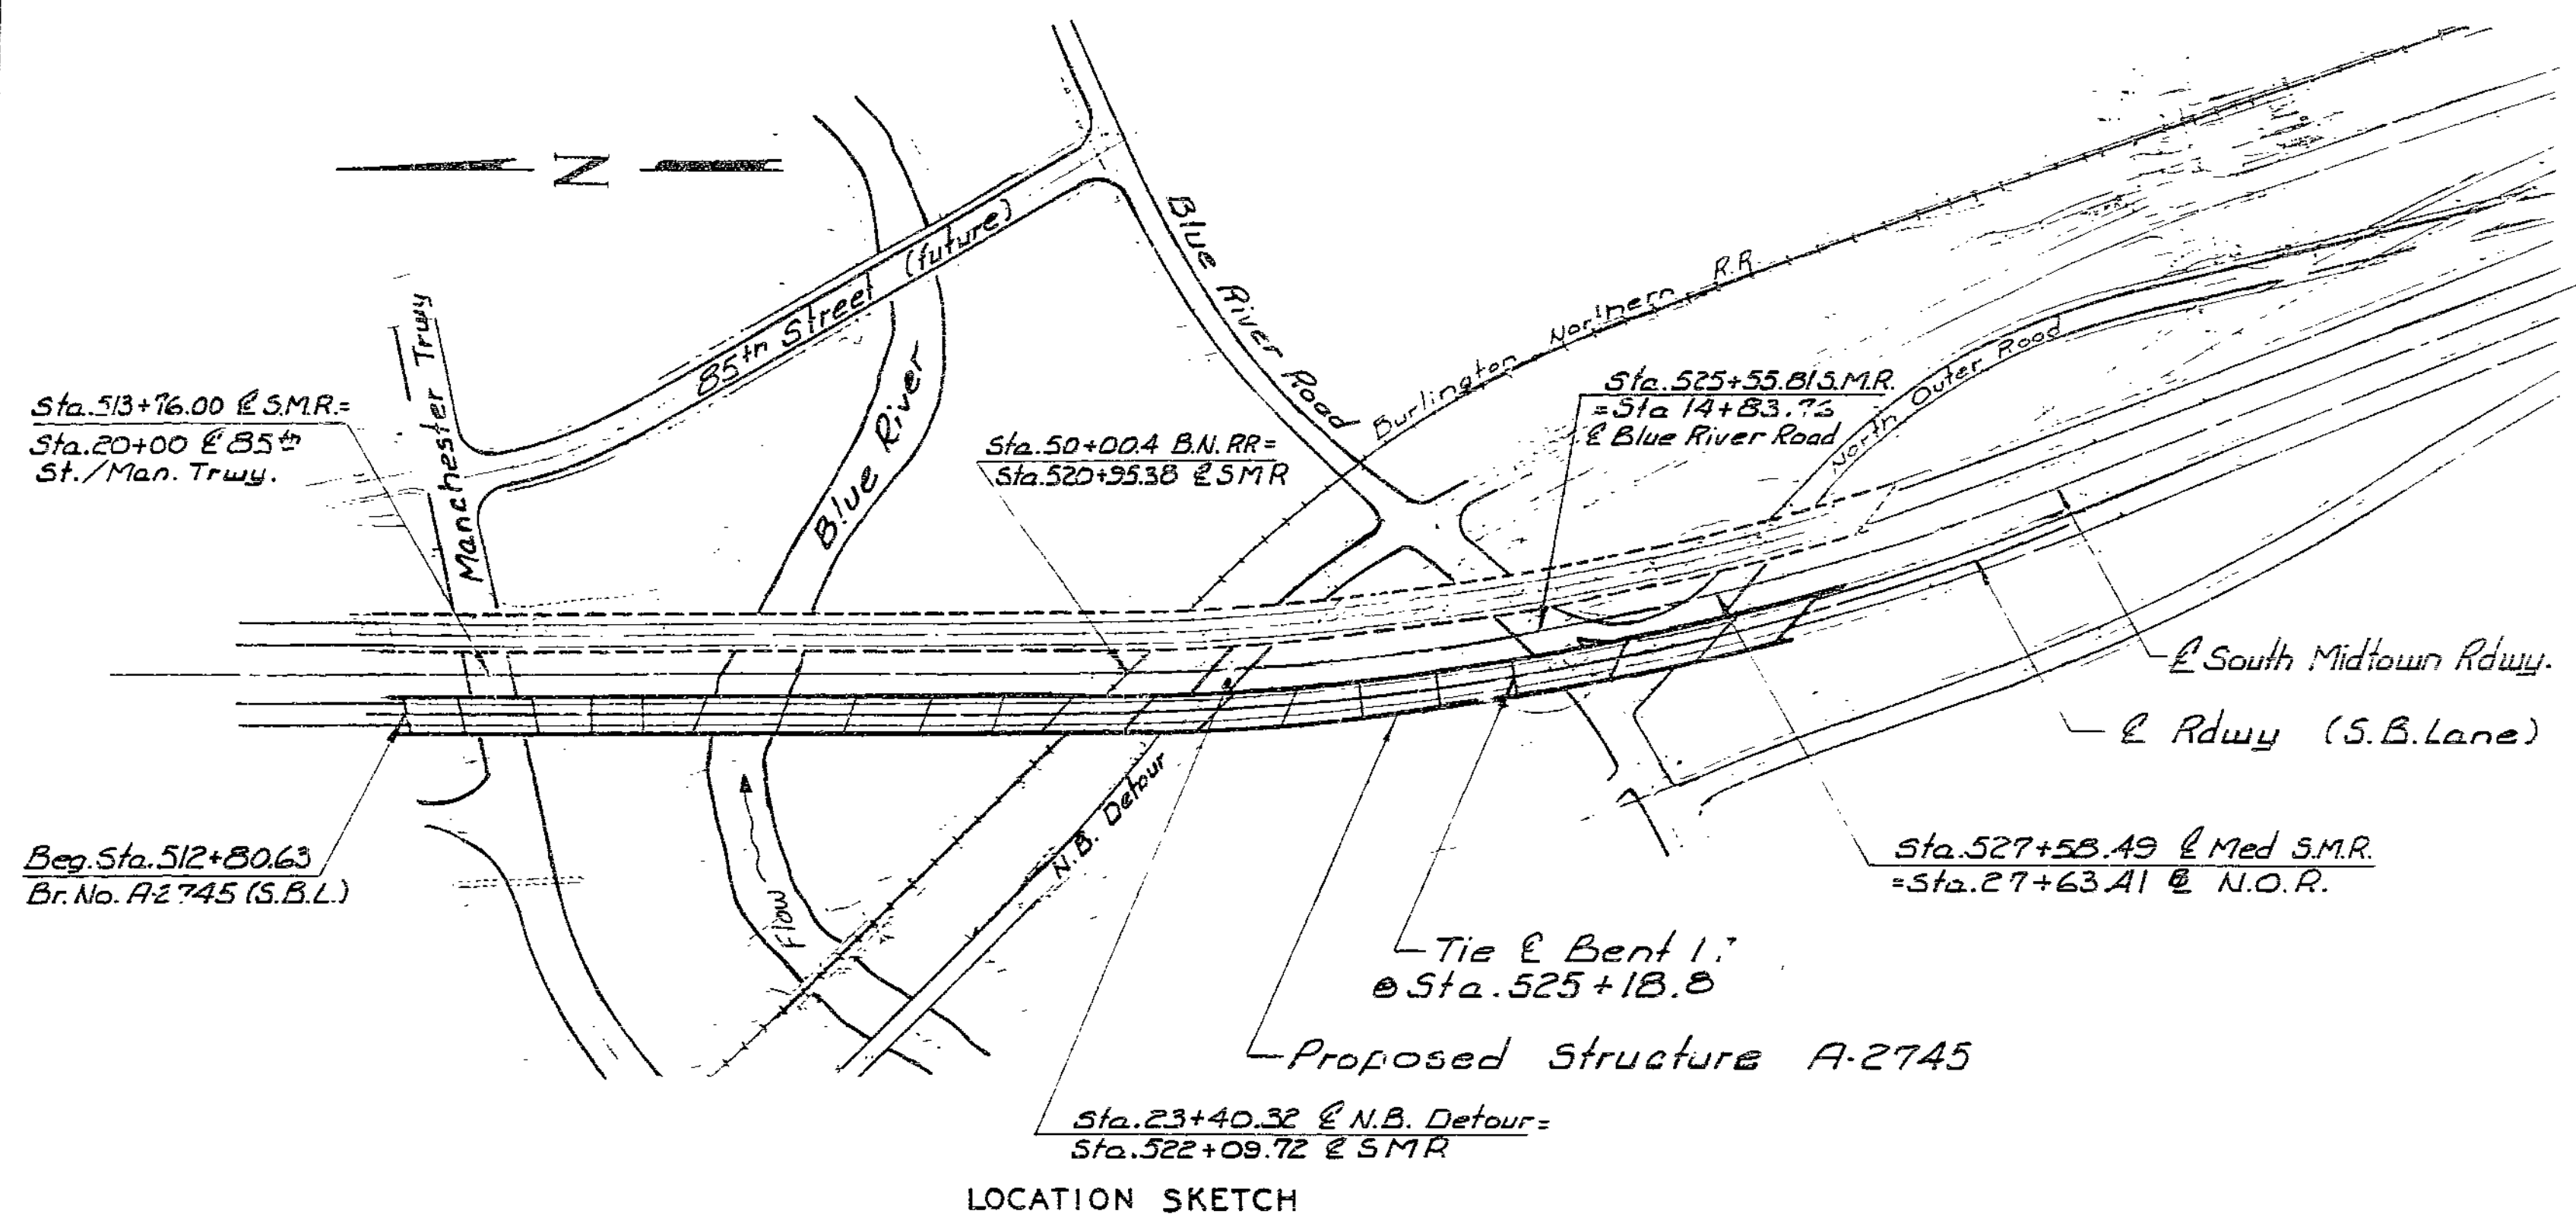 N
Blue River Road
85th Street (future)
Manchester Trwy
Blue River
Burlington Northern R.R
North Outer Road
Sta.513+76.00 ℄ S.M.R.=
Sta.20+00 ℄ 85th
St./Man. Trwy.
Sta.50+00.4 B.N. RR=
Sta.520+95.38 ℄ S M R
Sta.525+55.81 S.M.R.
=Sta 14+83.
℄ Blue River Road
℄ South Midtown Rdwy.
℄ Rdwy (S.B.Lane)
N.B. Detour
Flow
Beg.Sta.512+80.63
Br. No. A-2745 (S.B.L.)
Sta.527+58.49 ℄ Med S.M.R.
=Sta.27+63.41 ℄ N.O.R.
Tie ℄ Bent
@ Sta.525+18.8
Proposed Structure A-2745
Sta.23+40.32 ℄ N.B. Detour=
Sta.522+09.72 ℄ S M R
LOCATION SKETCH